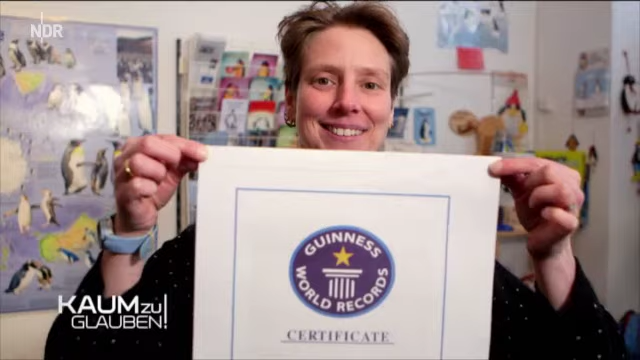 NDR
GUINNESS
WORLD RECORDS
CERTIFICATE
KAUM zu
GLAUBEN!